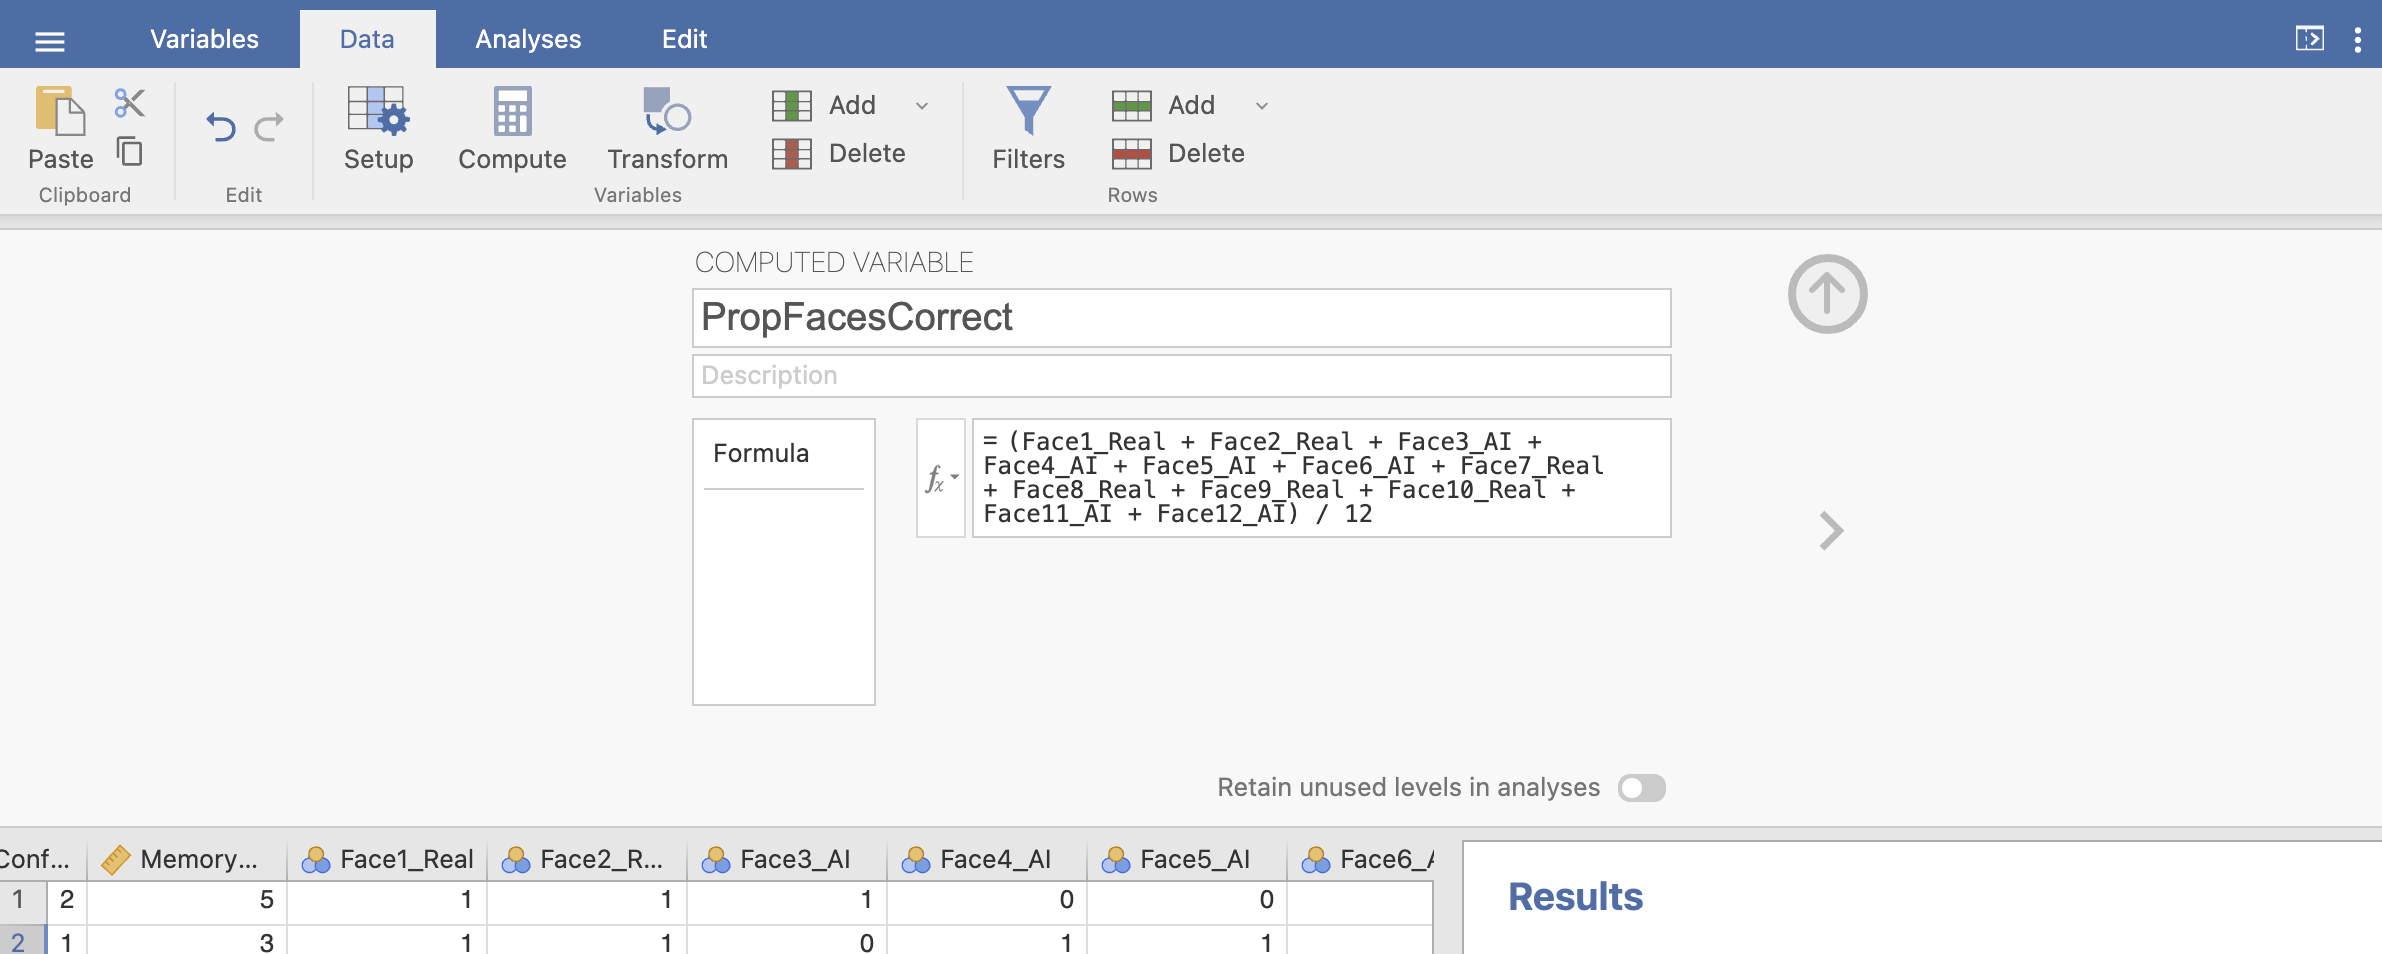 Variables Data Analyses Edit
Paste
Clipboard
Edit
Setup
Compute
Transform
Add
Delete
Variables
Filters
Add
Delete
Rows
COMPUTED VARIABLE
PropFacesCorrect
Description
Formula
fx
= (Face1_Real + Face2_Real + Face3_AI +
Face4_AI + Face5_AI + Face6_AI + Face7_Real
+ Face8_Real + Face9_Real + Face10_Real +
Face11_AI + Face12_AI) / 12
Retain unused levels in analyses
Conf... Memory... Face1_Real Face2_R... Face3_AI Face4_AI Face5_AI Face6_A
1 2 5 1 1 1 0 0
2 1 3 1 1 0 1 1
Results